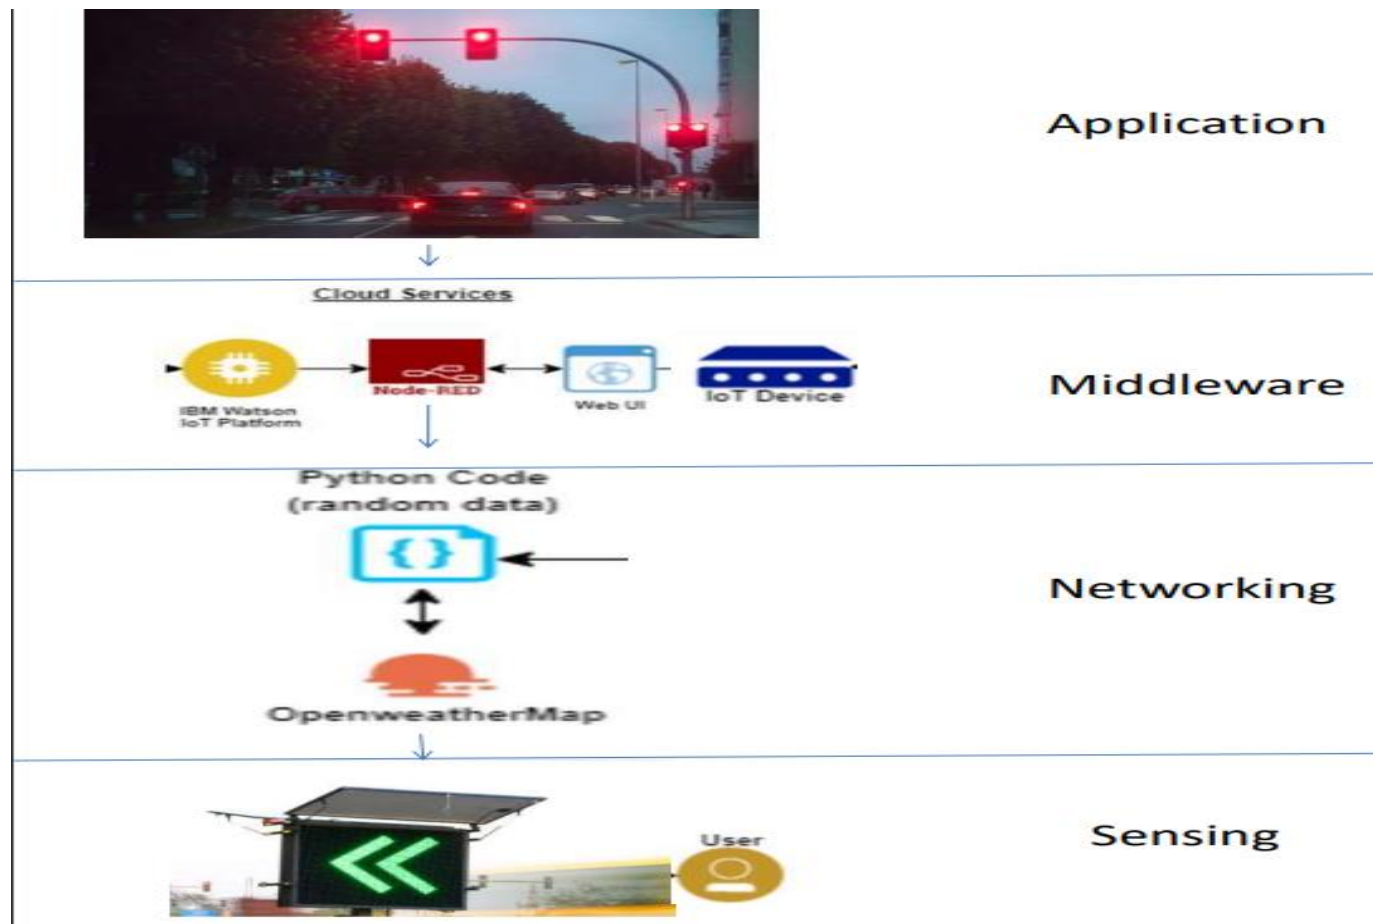 Application
Cloud Services
IBM Watson
IoT Platform
Node-RED
Web UI
IoT Device
Middleware
Python Code
(random data)
{}
Networking
OpenweatherMap
User
Sensing